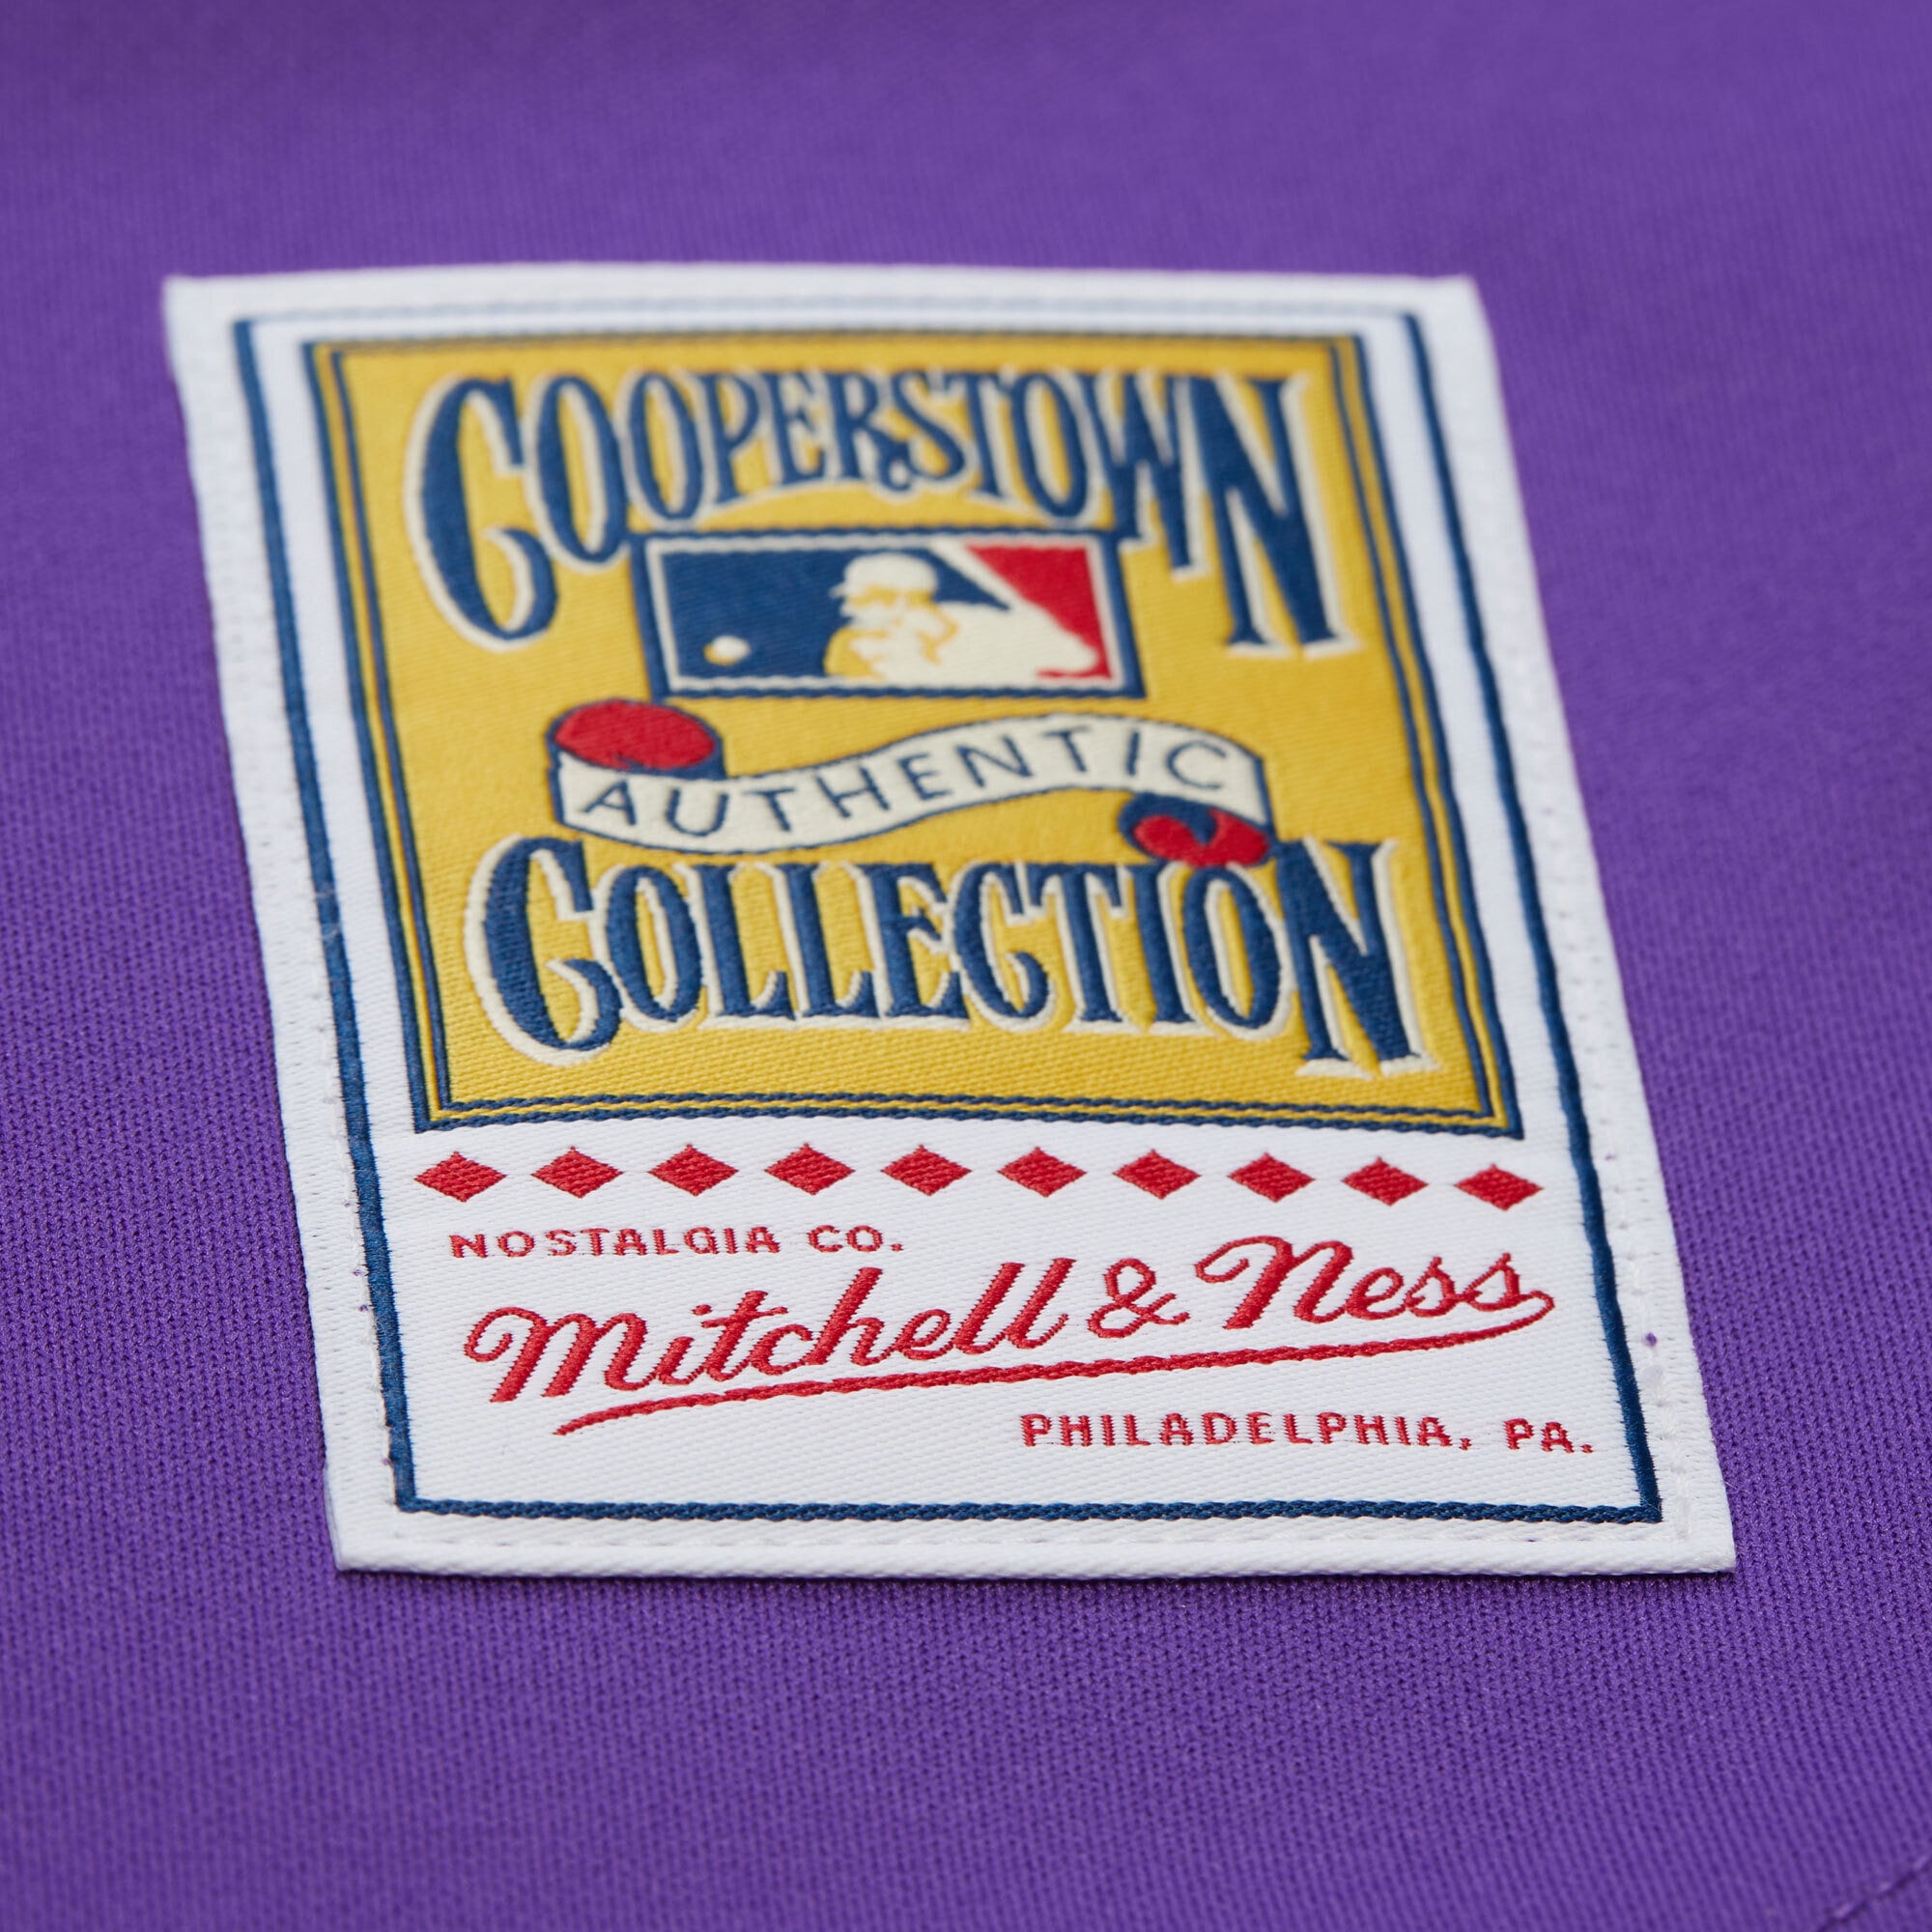 COOPERSTOWN
AUTHENTIC
COLLECTION
NOSTALGIA CO.
Mitchell & Ness
PHILADELPHIA, PA.